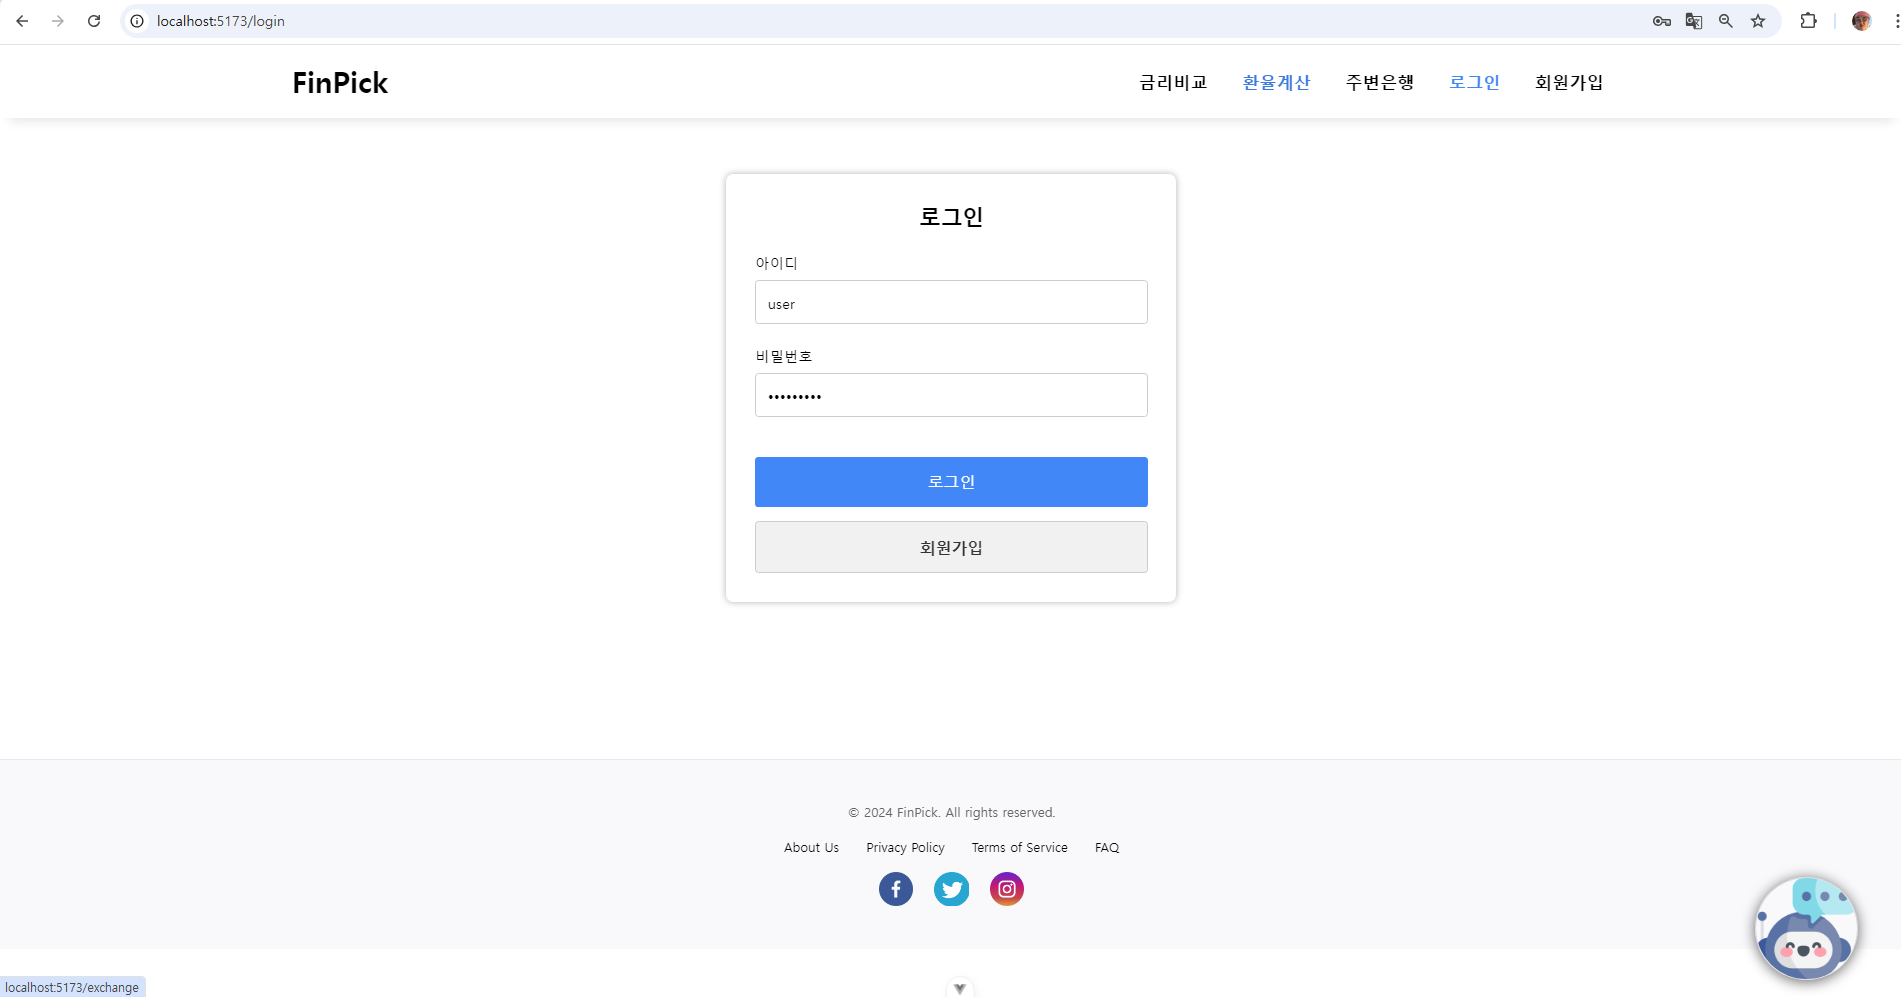 localhost:5173/login
FinPick
금리비교 환율계산 주변은행 로그인 회원가입
로그인
아이디
user
비밀번호
•••••••••
로그인
회원가입
© 2024 FinPick. All rights reserved.
About Us Privacy Policy Terms of Service FAQ
localhost:5173/exchange